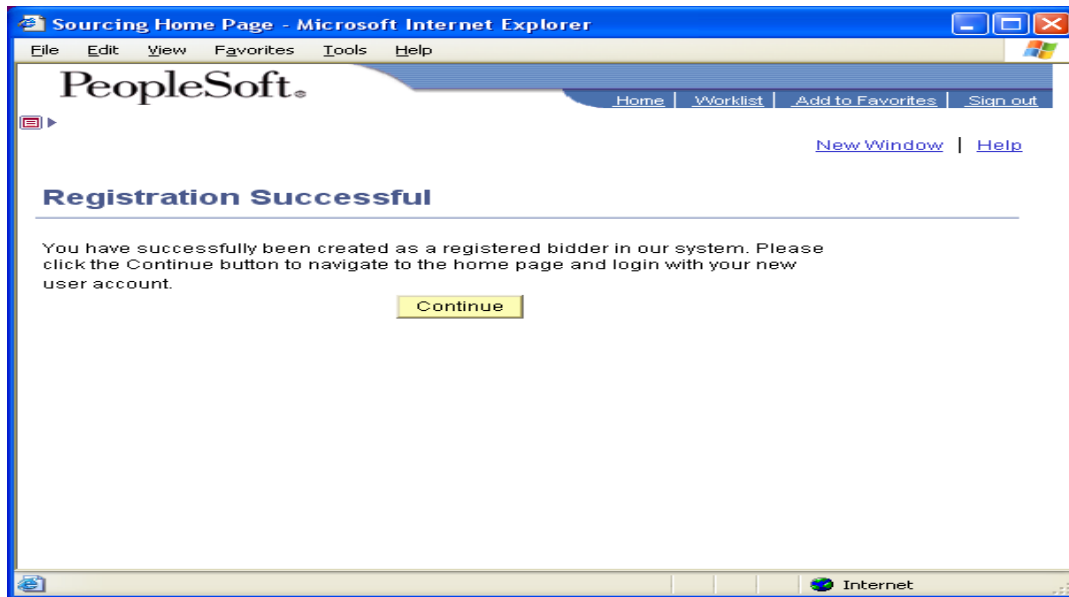 Sourcing Home Page - Microsoft Internet Explorer
File Edit View Favorites Tools Help
PeopleSoft®
Home | Worklist | Add to Favorites | Sign out
New Window | Help
Registration Successful
You have successfully been created as a registered bidder in our system. Please
click the Continue button to navigate to the home page and login with your new
user account.
Continue
Internet